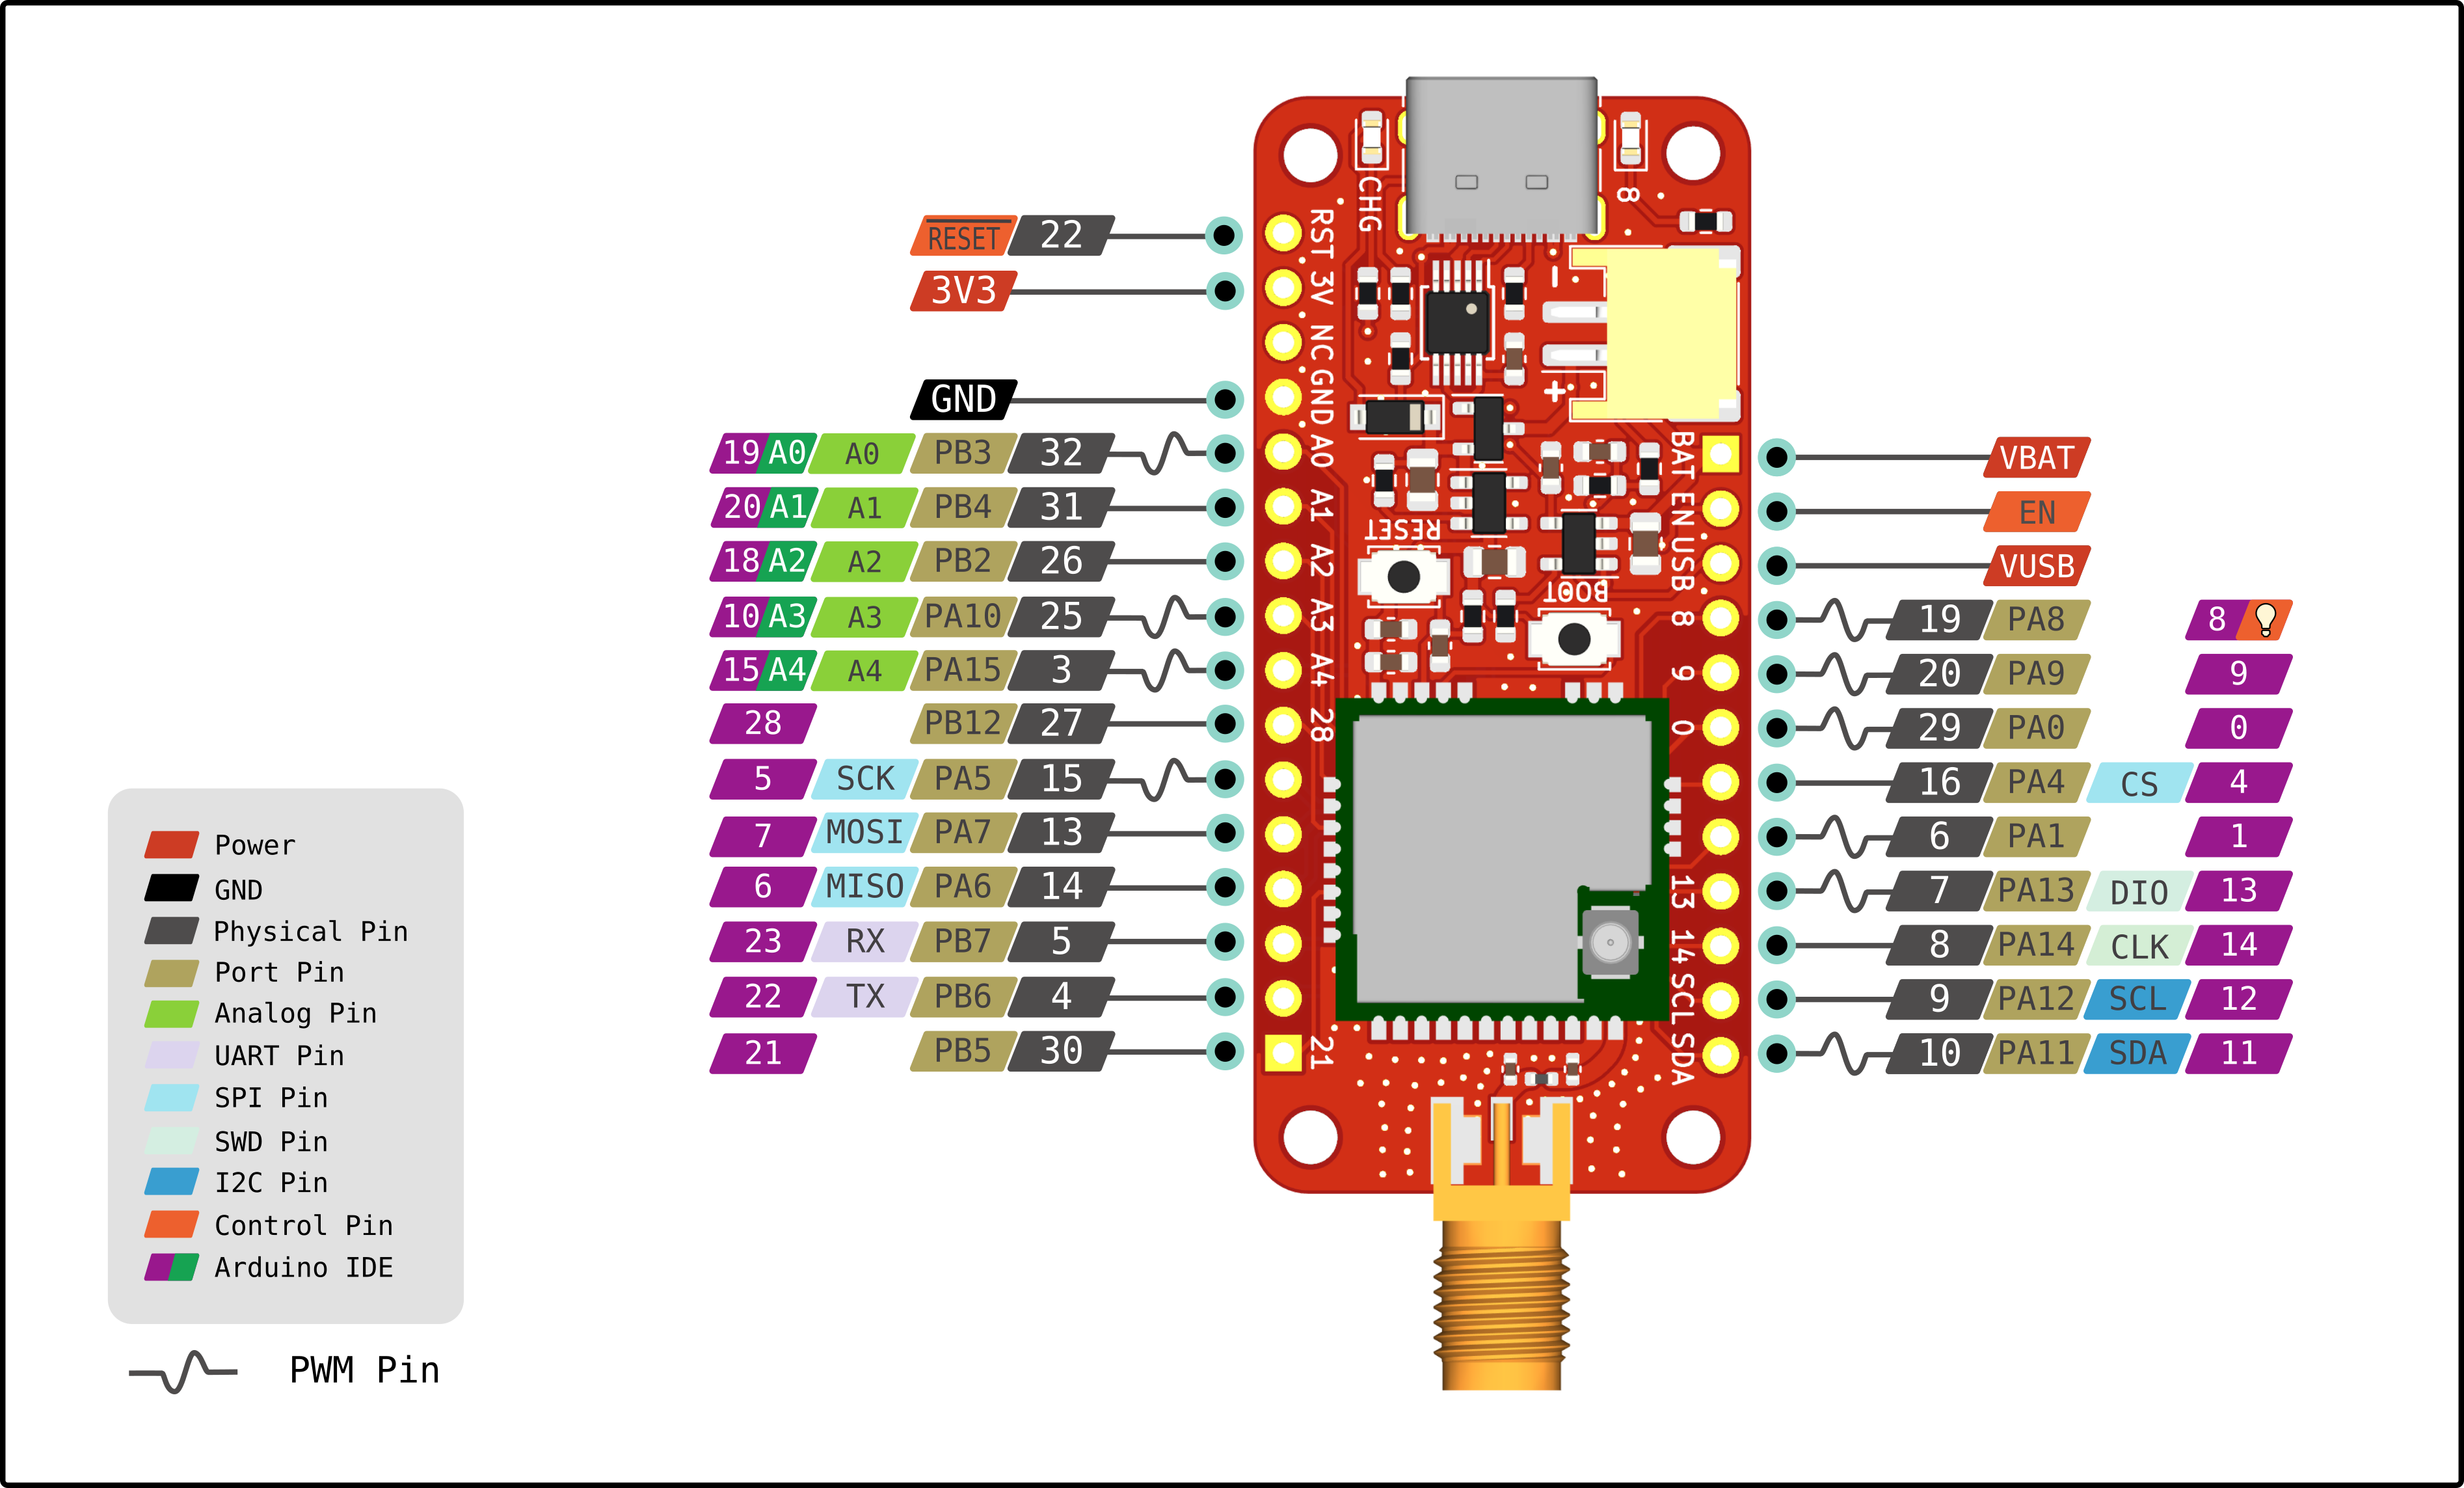 RESET 22
3V3
GND
19 A0 A0 PB3 32
20 A1 A1 PB4 31
18 A2 A2 PB2 26
10 A3 A3 PA10 25
15 A4 A4 PA15 3
28 PB12 27
5 SCK PA5 15
7 MOSI PA7 13
6 MISO PA6 14
23 RX PB7 5
22 TX PB6 4
21 PB5 30
CHG
8
RST
3V
NC
GND
A0
A1
A2
A3
A4
28
21
-
+
RESET
BOOT
BAT
EN
USB
8
9
0
13
14
SCL
SDA
VBAT
EN
VUSB
19 PA8 8
20 PA9 9
29 PA0 0
16 PA4 CS 4
6 PA1 1
7 PA13 DIO 13
8 PA14 CLK 14
9 PA12 SCL 12
10 PA11 SDA 11
Power
GND
Physical Pin
Port Pin
Analog Pin
UART Pin
SPI Pin
SWD Pin
I2C Pin
Control Pin
Arduino IDE
PWM Pin